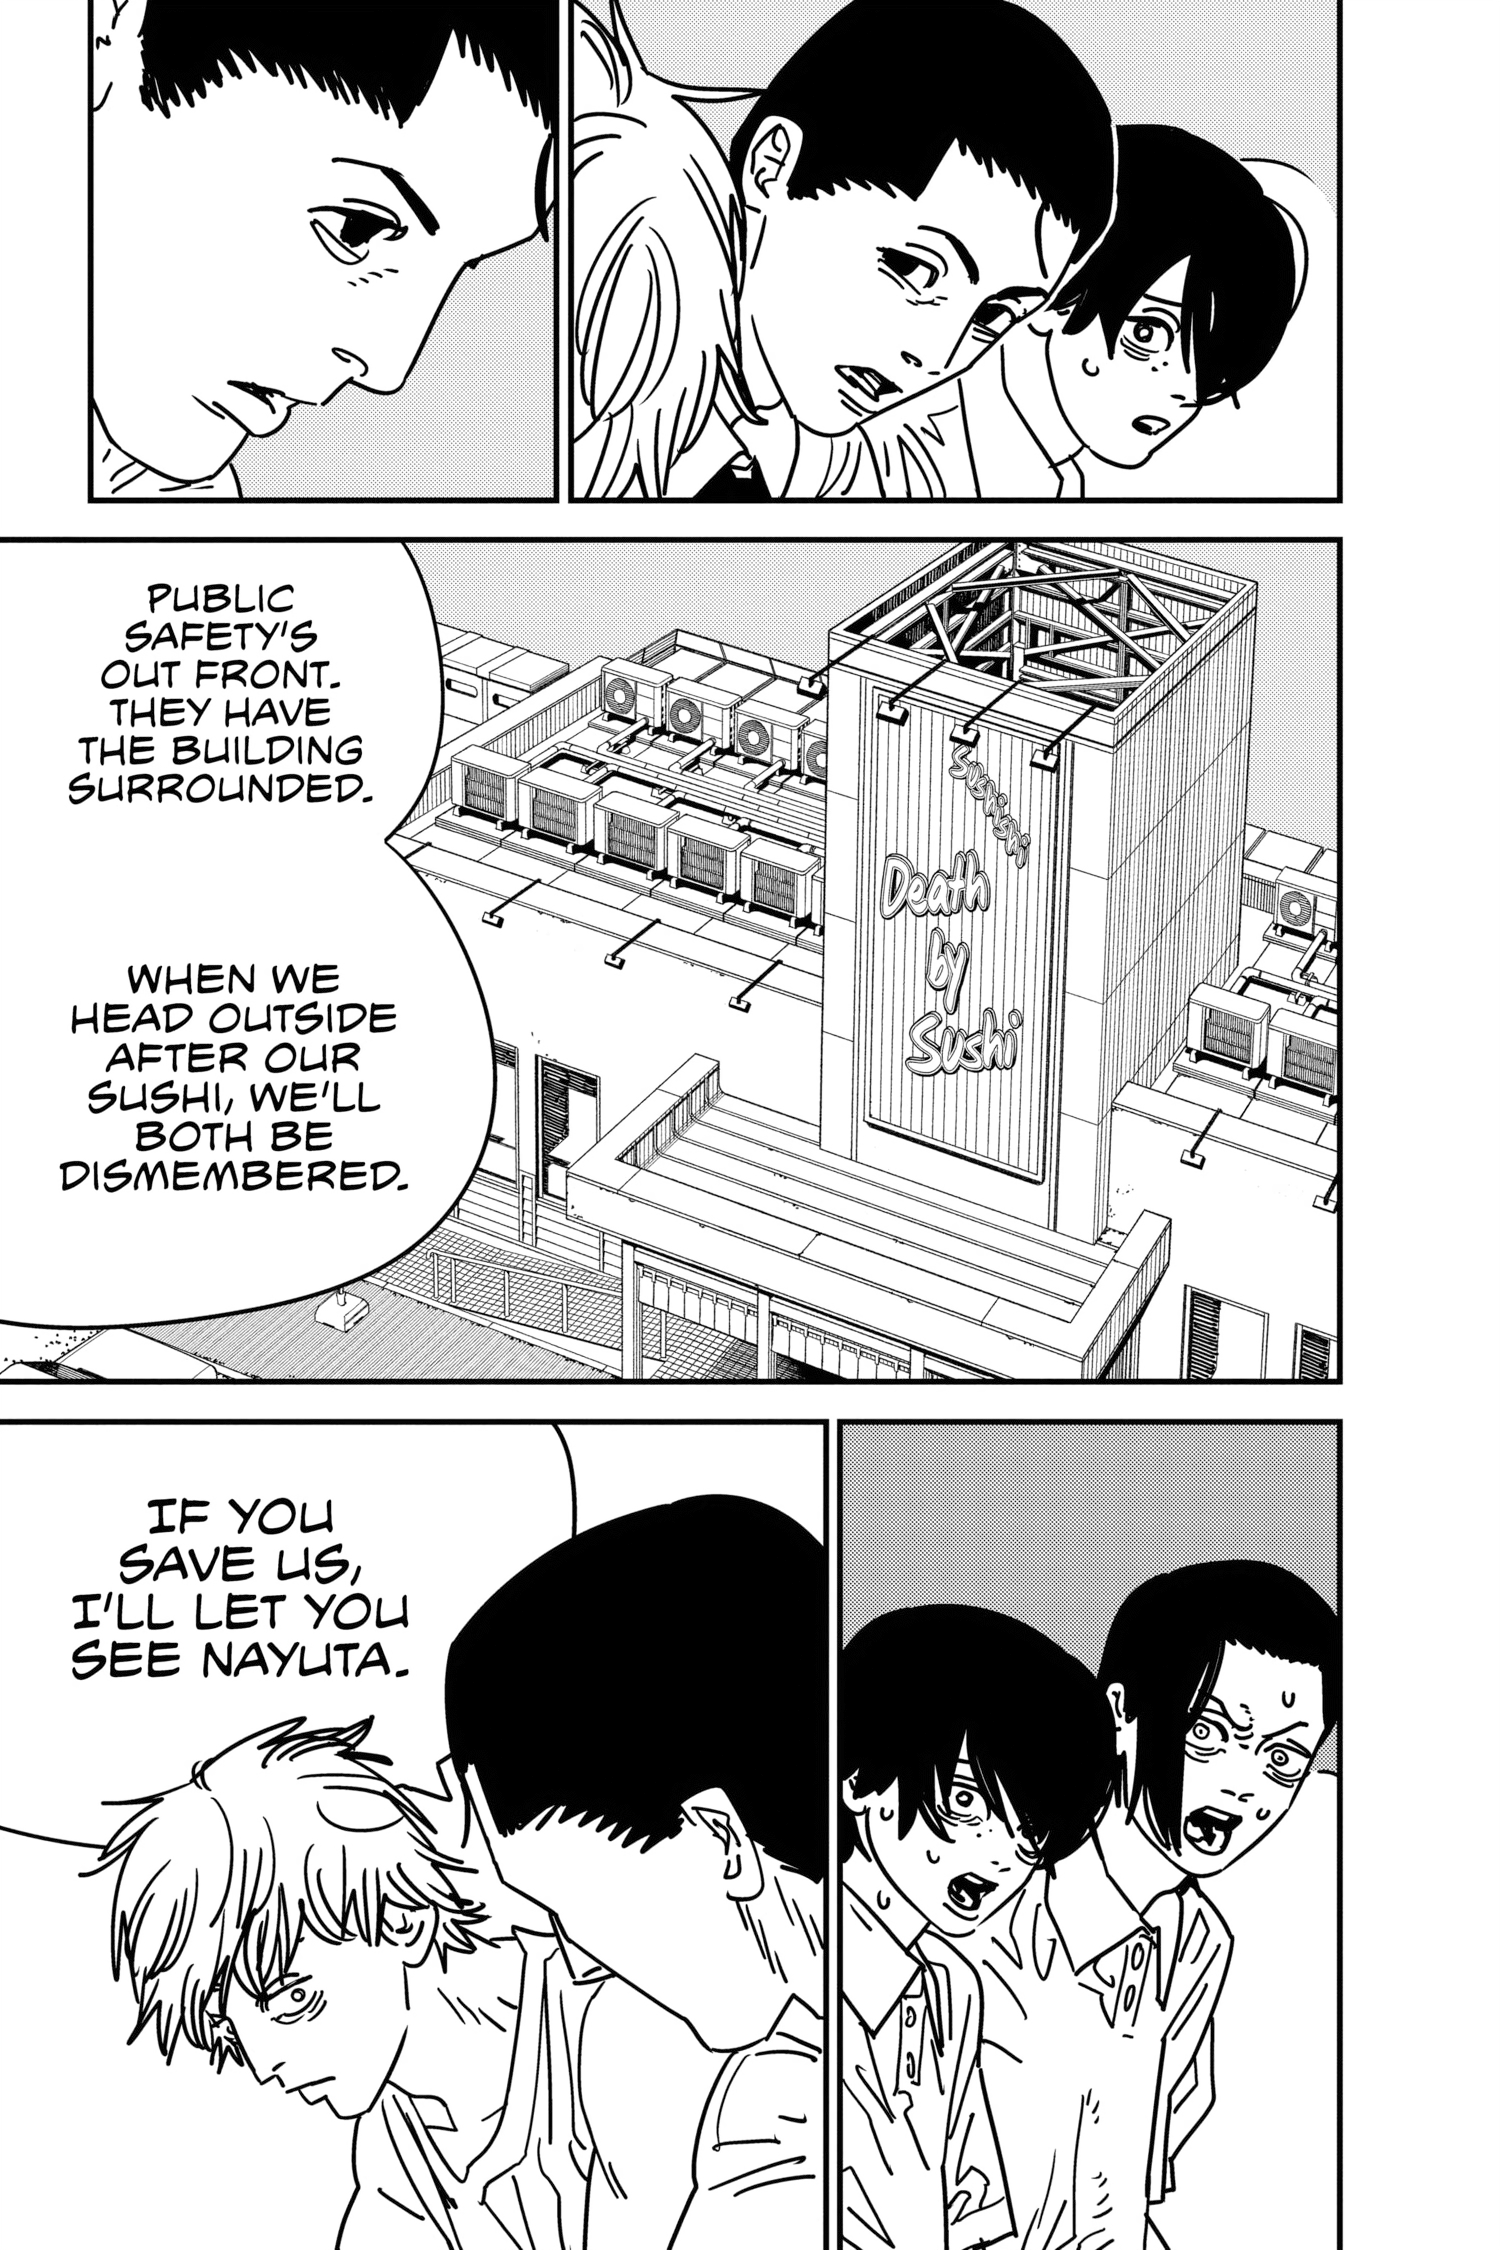 PUBLIC
SAFETY'S
OUT FRONT.
THEY HAVE
THE BUILDING
SURROUNDED.
WHEN WE
HEAD OUTSIDE
AFTER OUR
SUSHI, WE'LL
BOTH BE
DISMEMBERED.
Sushishi
Death
by
Sushi
IF YOU
SAVE US,
I'LL LET YOU
SEE NAYUTA.